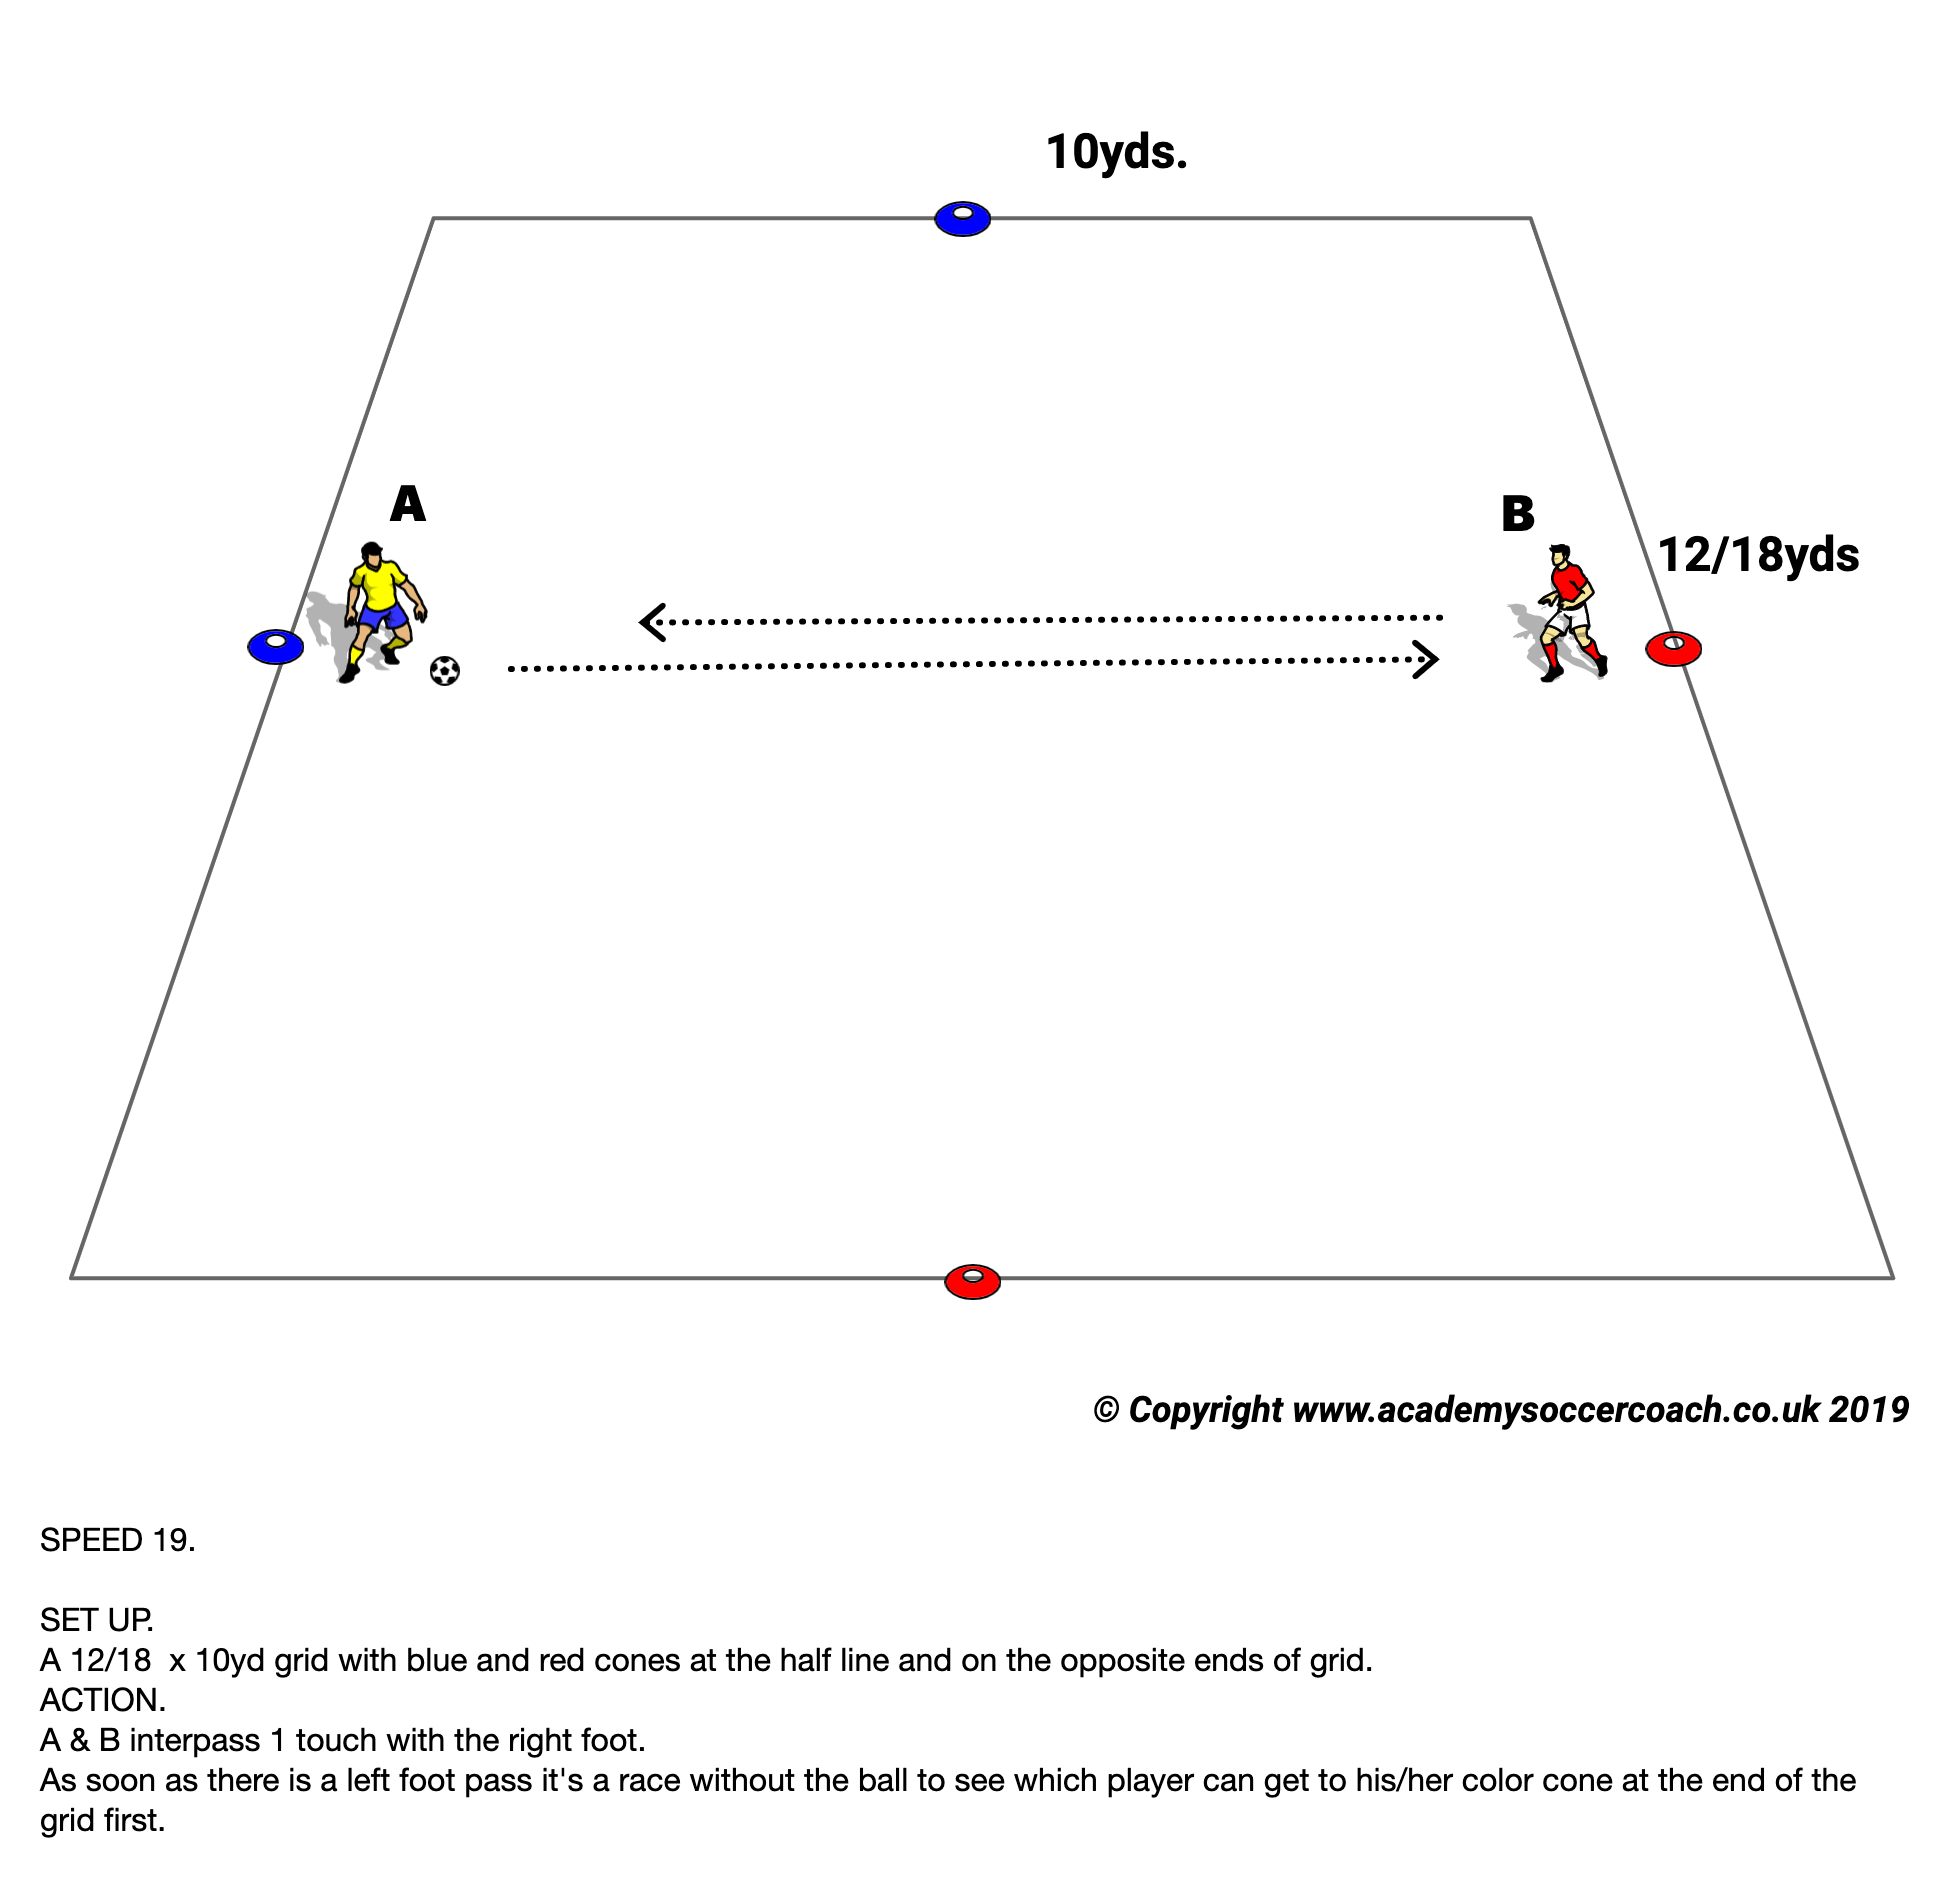 10yds.
A
B
12/18yds
© Copyright www.academysoccercoach.co.uk 2019
SPEED 19.
SET UP.
A 12/18  x 10yd grid with blue and red cones at the half line and on the opposite ends of grid.
ACTION.
A & B interpass 1 touch with the right foot.
As soon as there is a left foot pass it's a race without the ball to see which player can get to his/her color cone at the end of the
grid first.